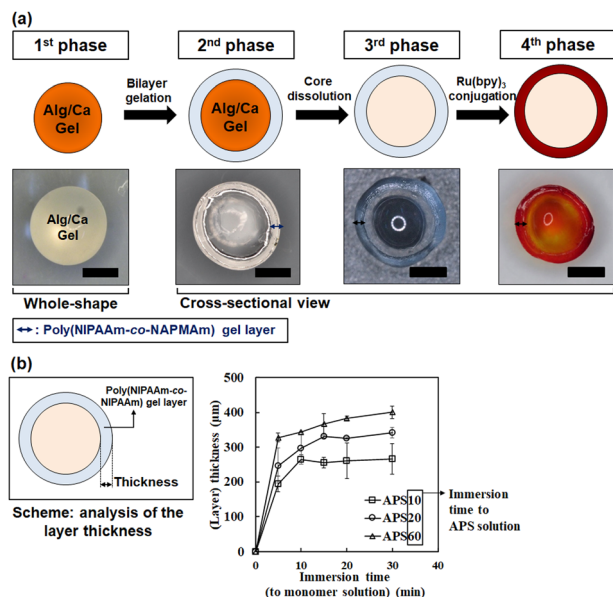 (a)
1st phase
2nd phase
3rd phase
4th phase
Bilayer
gelation
Core
dissolution
Ru(bpy)3
conjugation
Alg/Ca
Gel
Alg/Ca
Gel
Alg/Ca
Gel
Whole-shape
Cross-sectional view
↔: Poly(NIPAAm-co-NAPMAm) gel layer
(b)
Poly(NIPAAm-co-
NIPAAm) gel layer
Thickness
Scheme: analysis of the
layer thickness
(Layer) thickness (μm)
500
400
300
200
100
0
0
10
20
30
40
Immersion time
(to monomer solution) (min)
APS10
APS20
APS60
Immersion
time to
APS solution